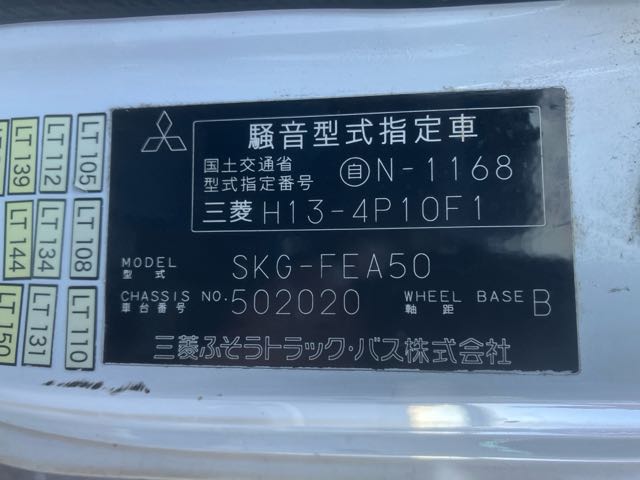 騒音型式指定車
国土交通省
型式指定番号 自N-1168
三菱 H13-4P10F1
MODEL
型式 SKG-FEA50
CHASSIS NO.
車台番号 502020 WHEEL BASE
軸距 B
三菱ふそうトラック・バス株式会社
LT 139 LT 112 LT 105
LT 144 LT 134 LT 108
LT 150 LT 131 LT 110